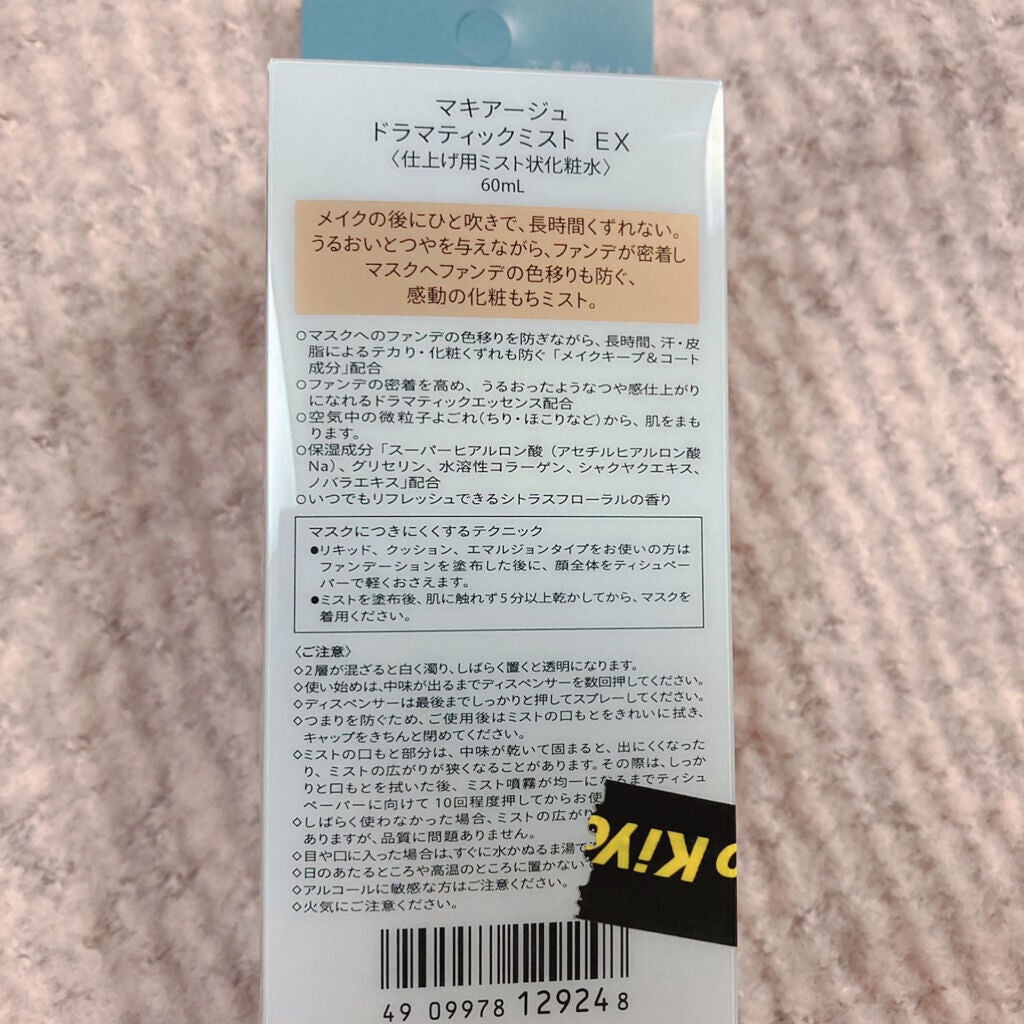 マキアージュ
ドラマティックミスト EX
〈仕上げ用ミスト状化粧水〉
60mL
メイクの後にひと吹きで、長時間くずれない。
うるおいとつやを与えながら、ファンデが密着し
マスクへファンデの色移りも防ぐ、
感動の化粧もちミスト。
○マスクへのファンデの色移りを防ぎながら、長時間、汗・皮
脂によるテカリ・化粧くずれも防ぐ「メイクキープ&コート
成分」配合
○ファンデの密着を高め、うるおったようなつや感仕上がり
になれるドラマティックエッセンス配合
○空気中の微粒子よごれ(ちり・ほこりなど)から、肌をまも
ります。
○保湿成分「スーパーヒアルロン酸(アセチルヒアルロン酸
Na)、グリセリン、水溶性コラーゲン、シャクヤクエキス、
ノバラエキス」配合
○いつでもリフレッシュできるシトラスフローラルの香り
マスクにつきにくくするテクニック
●リキッド、クッション、エマルジョンタイプをお使いの方は
ファンデーションを塗布した後に、顔全体をティシュペー
パーで軽くおさえます。
●ミストを塗布後、肌に触れず5分以上乾かしてから、マスクを
着用ください。
〈ご注意〉
◇2層が混ざると白く濁り、しばらく置くと透明になります。
◇使い始めは、中味が出るまでディスペンサーを数回押してください。
◇ディスペンサーは最後までしっかりと押してスプレーしてください。
◇つまりを防ぐため、ご使用後はミストの口もとをきれいに拭き、
キャップをきちんと閉めてください。
◇ミストの口もと部分は、中味が乾いて固まると、出にくくなった
り、ミストの広がりが狭くなることがあります。その際は、しっか
りと口もとを拭いた後、ミスト噴霧が均一になるまでティシュ
ペーパーに向けて10回程度押してからお使
◇しばらく使わなかった場合、ミストの広がり
ありますが、品質に問題ありません。
◇目や口に入った場合は、すぐに水かぬるま湯で
◇日のあたるところや高温のところに置かないで
◇アルコールに敏感な方はご注意ください。
◇火気にご注意ください。
o KiYo
49 09978 129248